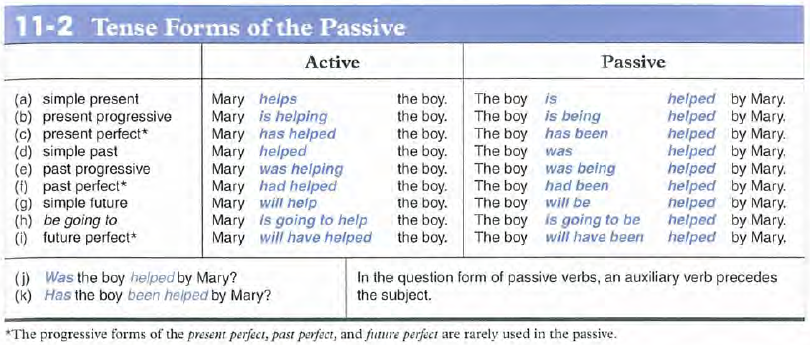 11-2 Tense Forms of the Passive
Active Passive
(a) simple present Mary helps the boy. The boy is helped by Mary.
(b) present progressive Mary is helping the boy. The boy is being helped by Mary.
(c) present perfect* Mary has helped the boy. The boy has been helped by Mary.
(d) simple past Mary helped the boy. The boy was helped by Mary.
(e) past progressive Mary was helping the boy. The boy was being helped by Mary.
(f) past perfect* Mary had helped the boy. The boy had been helped by Mary.
(g) simple future Mary will help the boy. The boy will be helped by Mary.
(h) be going to Mary is going to help the boy. The boy is going to be helped by Mary.
(i) future perfect* Mary will have helped the boy. The boy will have been helped by Mary.
(j) Was the boy helped by Mary?
(k) Has the boy been helped by Mary?
In the question form of passive verbs, an auxiliary verb precedes
the subject.
*The progressive forms of the present perfect, past perfect, and future perfect are rarely used in the passive.